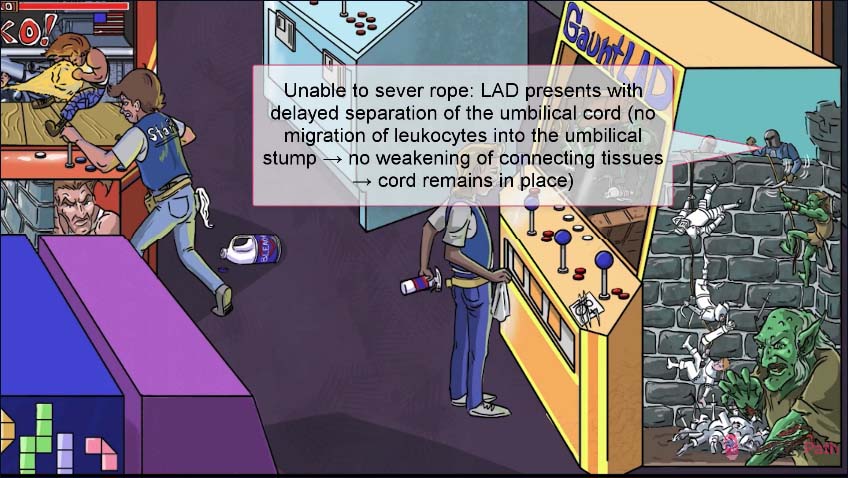 KO!
GauntLAD
Staff
Unable to sever rope: LAD presents with
delayed separation of the umbilical cord (no
migration of leukocytes into the umbilical
stump → no weakening of connecting tissues
→ cord remains in place)
BLEACH